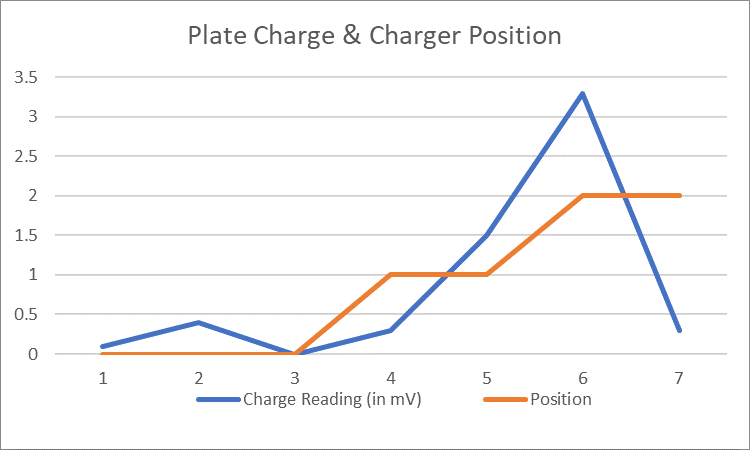 Plate Charge & Charger Position
3.5
3
2.5
2
1.5
1
0.5
0
1 2 3 4 5 6 7
Charge Reading (in mV) Position